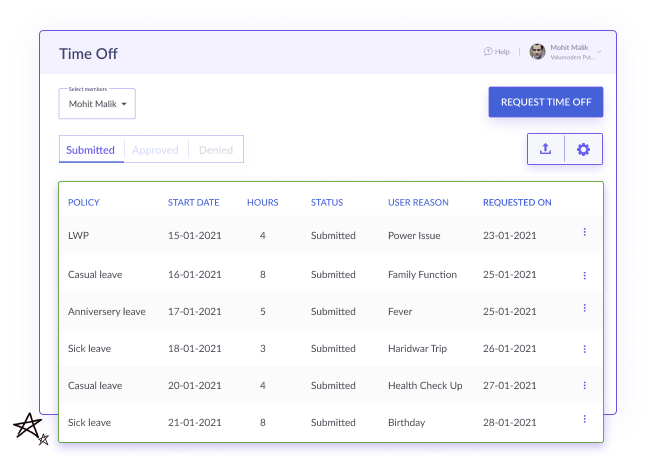 Time Off
Help
Mohit Malik
Valuecoders Pvt...
Select members
Mohit Malik
REQUEST TIME OFF
Submitted Approved Denied
POLICY START DATE HOURS STATUS USER REASON REQUESTED ON
LWP 15-01-2021 4 Submitted Power Issue 23-01-2021
Casual leave 16-01-2021 8 Submitted Family Function 25-01-2021
Anniversery leave 17-01-2021 5 Submitted Fever 25-01-2021
Sick leave 18-01-2021 3 Submitted Haridwar Trip 26-01-2021
Casual leave 20-01-2021 4 Submitted Health Check Up 27-01-2021
Sick leave 21-01-2021 8 Submitted Birthday 28-01-2021